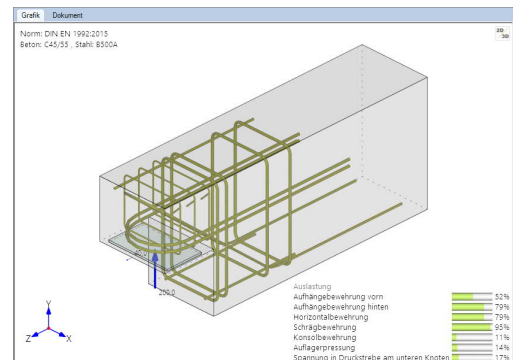 Grafik Dokument
Norm: DIN EN 1992:2015
2D
3D
Beton: C45/55 , Stahl: B500A
200,0
Y
Z
X
Auslastung
Aufhängebewehrung vorn 52%
Aufhängebewehrung hinten 79%
Horizontalbewehrung 79%
Schrägbewehrung 95%
Konsolbewehrung 11%
Auflagerpressung 14%
Spannung in Druckstrebe am unteren Knoten 17%